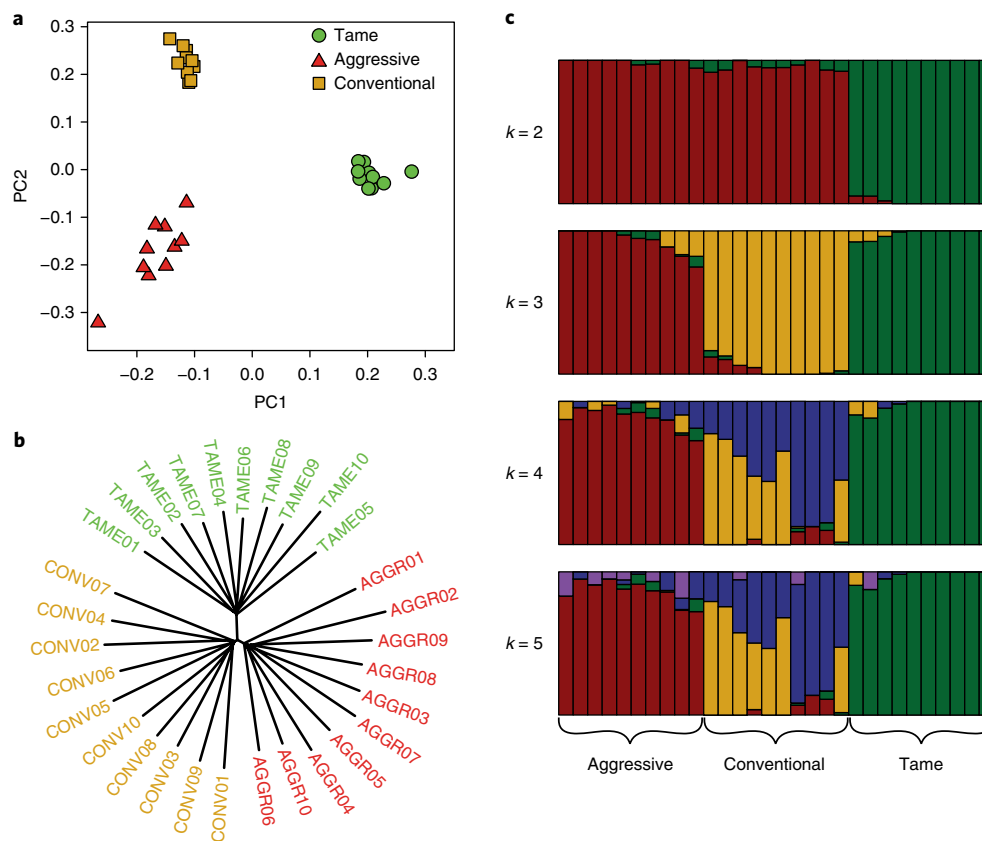 a
0.3
0.2
0.1
0.0
−0.1
−0.2
−0.3
PC2
−0.2
−0.1
0.0
0.1
0.2
0.3
PC1
Tame
Aggressive
Conventional
b
TAME01
TAME03
TAME02
TAME07
TAME04
TAME06
TAME08
TAME09
TAME10
TAME05
AGGR01
AGGR02
AGGR09
AGGR08
AGGR03
AGGR07
AGGR05
AGGR04
AGGR10
AGGR06
CONV01
CONV09
CONV03
CONV08
CONV10
CONV05
CONV06
CONV02
CONV04
CONV07
c
k = 2
k = 3
k = 4
k = 5
Aggressive
Conventional
Tame